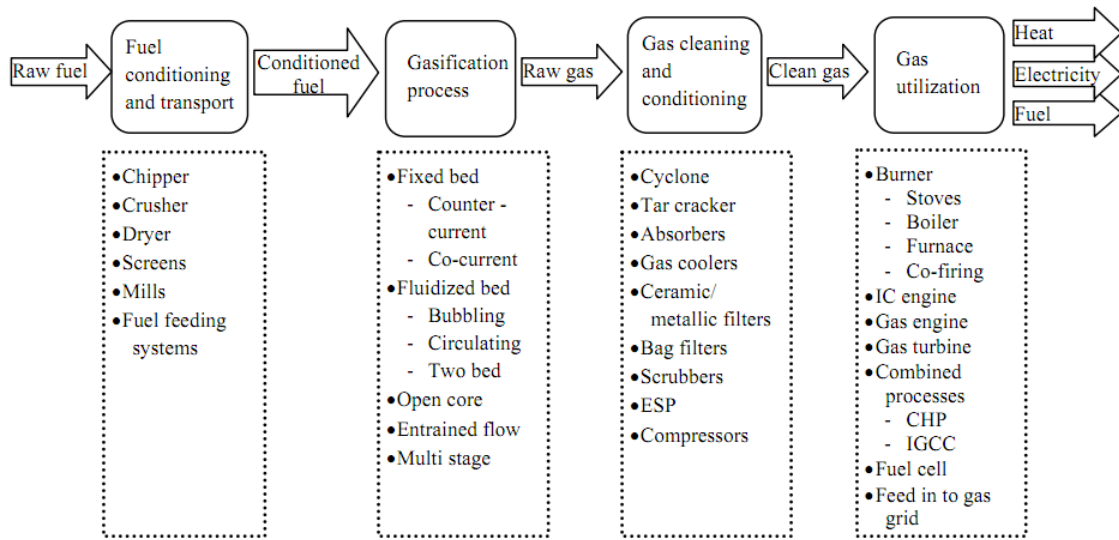 Raw fuel
Fuel
conditioning
and transport
Conditioned
fuel
Gasification
process
Raw gas
Gas cleaning
and
conditioning
Clean gas
Gas
utilization
Heat
Electricity
Fuel
•Chipper
•Crusher
•Dryer
•Screens
•Mills
•Fuel feeding
systems
•Fixed bed
- Counter -
current
- Co-current
•Fluidized bed
- Bubbling
- Circulating
- Two bed
•Open core
•Entrained flow
•Multi stage
•Cyclone
•Tar cracker
•Absorbers
•Gas coolers
•Ceramic/
metallic filters
•Bag filters
•Scrubbers
•ESP
•Compressors
•Burner
- Stoves
- Boiler
- Furnace
- Co-firing
•IC engine
•Gas engine
•Gas turbine
•Combined
processes
- CHP
- IGCC
•Fuel cell
•Feed in to gas
grid